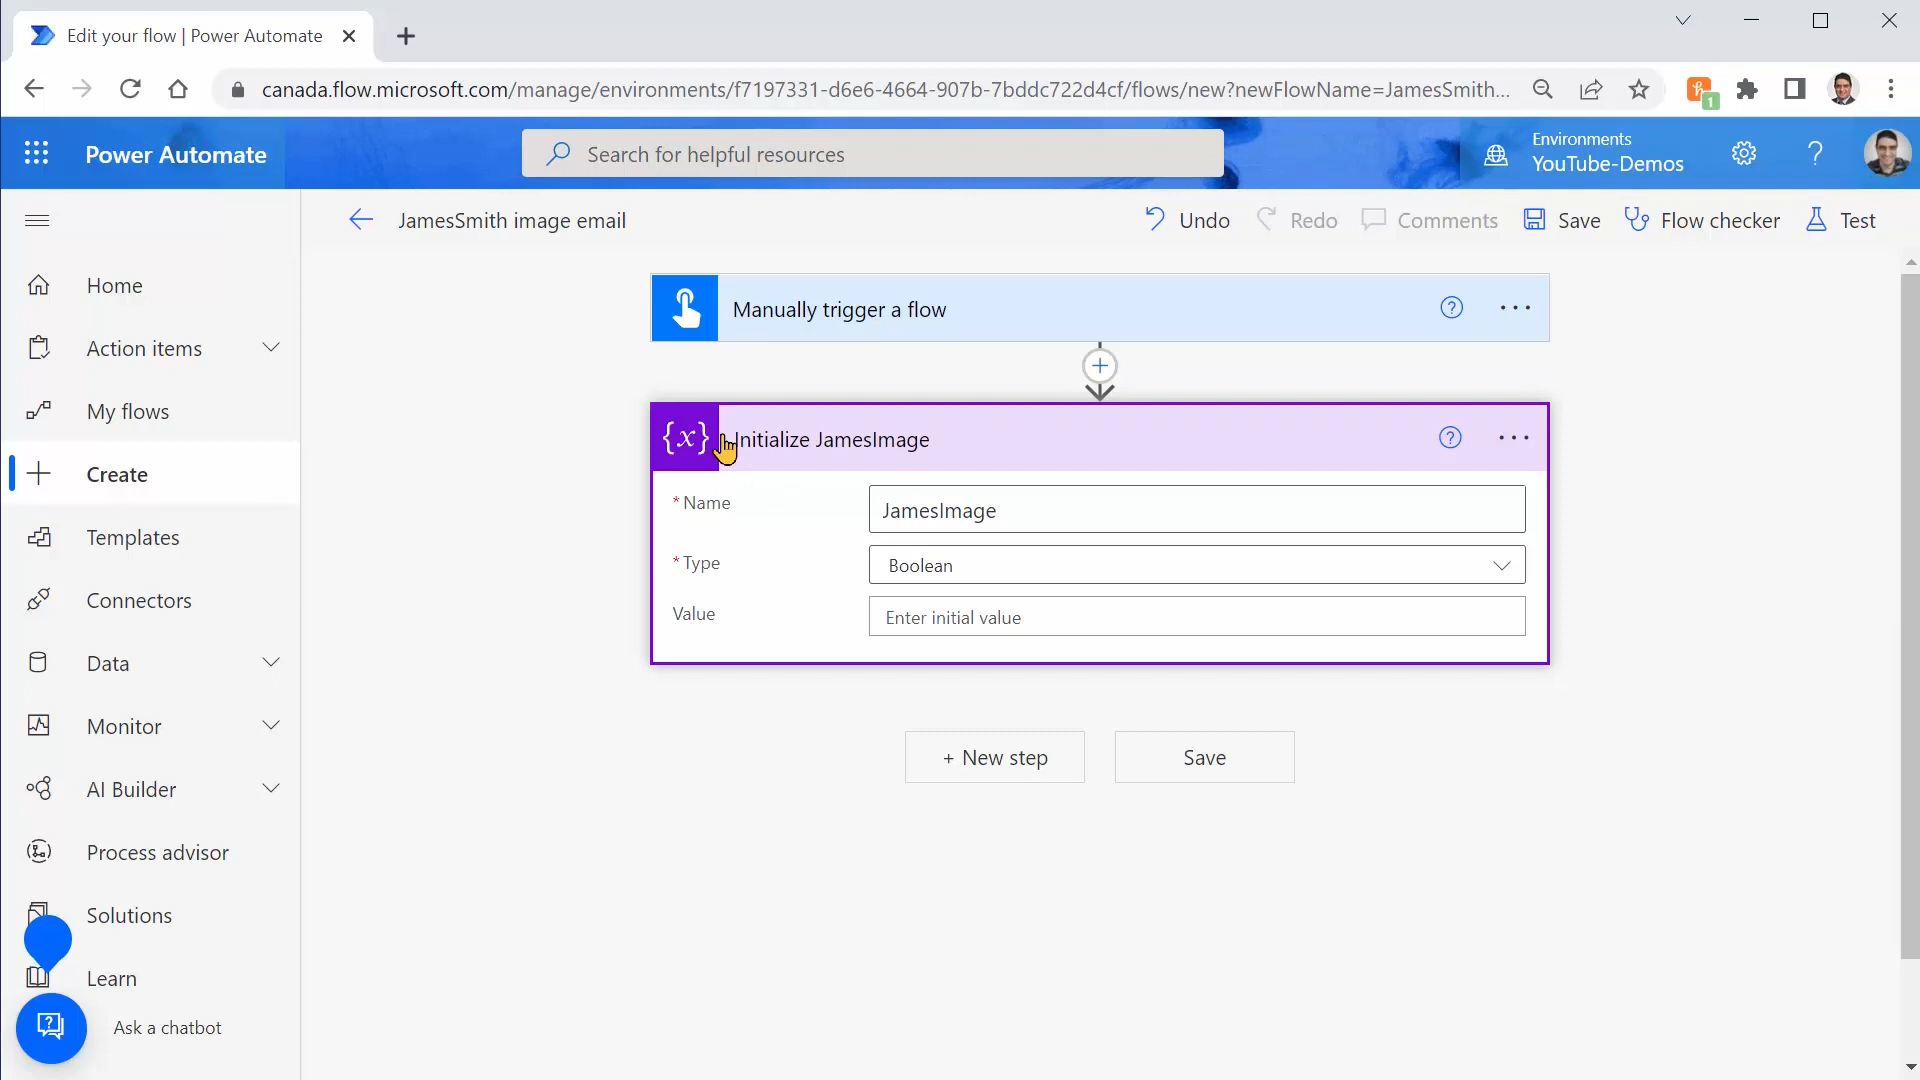 Edit your flow | Power Automate
canada.flow.microsoft.com/manage/environments/f7197331-d6e6-4664-907b-7bddc722d4cf/flows/new?newFlowName=JamesSmith...
1
Power Automate
Search for helpful resources
Environments
YouTube-Demos
JamesSmith image email
Undo
Redo
Comments
Save
Flow checker
Test
Home
Action items
My flows
Create
Templates
Connectors
Data
Monitor
AI Builder
Process advisor
Solutions
Learn
Ask a chatbot
Manually trigger a flow
{x} Initialize JamesImage
* Name
JamesImage
* Type
Boolean
Value
Enter initial value
+ New step
Save